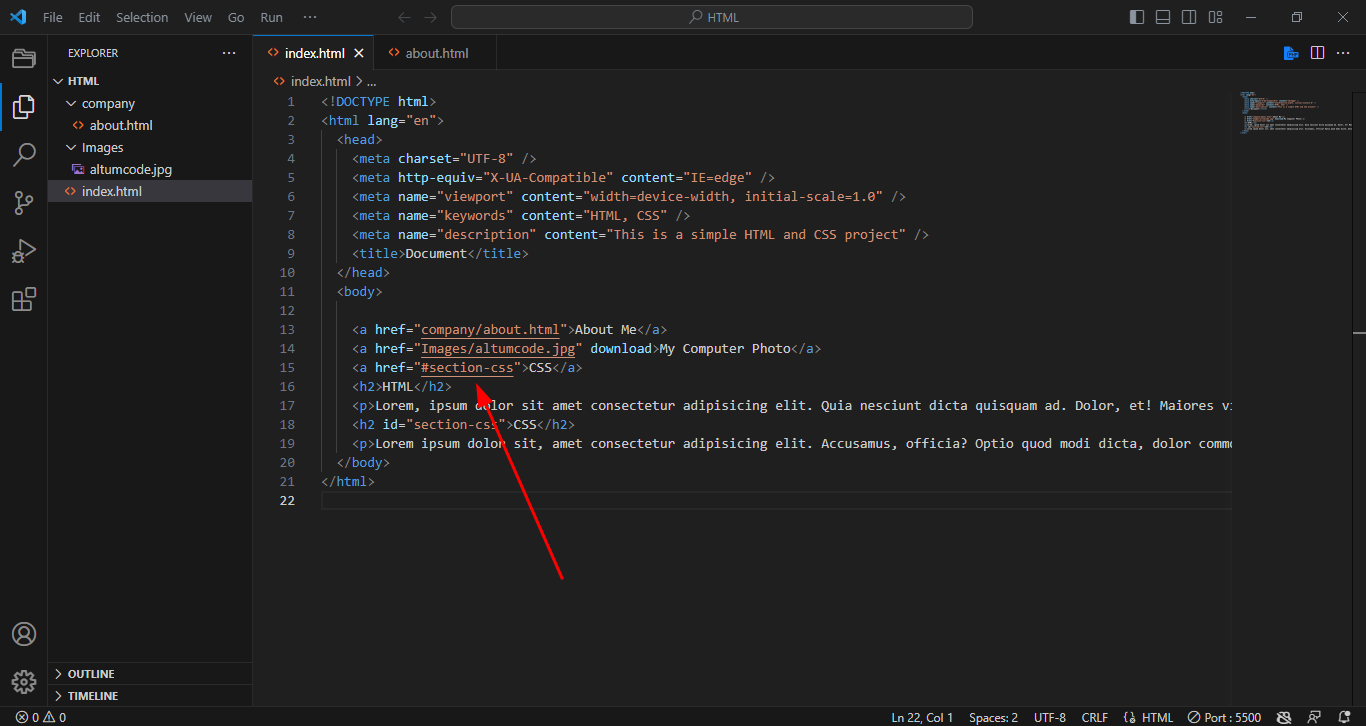 File Edit Selection View Go Run ··· HTML
EXPLORER ···
HTML
company
about.html
Images
altumcode.jpg
index.html
OUTLINE
TIMELINE
index.html about.html
index.html > ...
1 <!DOCTYPE html>
2 <html lang="en">
3 <head>
4 <meta charset="UTF-8" />
5 <meta http-equiv="X-UA-Compatible" content="IE=edge" />
6 <meta name="viewport" content="width=device-width, initial-scale=1.0" />
7 <meta name="keywords" content="HTML, CSS" />
8 <meta name="description" content="This is a simple HTML and CSS project" />
9 <title>Document</title>
10 </head>
11 <body>
12
13 <a href="company/about.html">About Me</a>
14 <a href="Images/altumcode.jpg" download>My Computer Photo</a>
15 <a href="#section-css">CSS</a>
16 <h2>HTML</h2>
17 <p>Lorem, ipsum dolor sit amet consectetur adipisicing elit. Quia nesciunt dicta quisquam ad. Dolor, et! Maiores vi
18 <h2 id="section-css">CSS</h2>
19 <p>Lorem ipsum dolor sit, amet consectetur adipisicing elit. Accusamus, officia? Optio quod modi dicta, dolor commo
20 </body>
21 </html>
22
0 0 Ln 22, Col 1 Spaces: 2 UTF-8 CRLF HTML Port : 5500